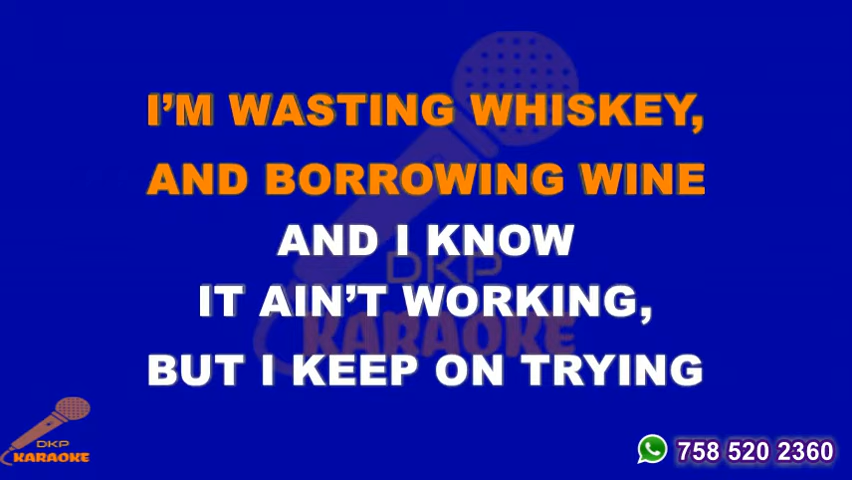 I’M WASTING WHISKEY,
AND BORROWING WINE
AND I KNOW
DKP
IT AIN’T WORKING,
KARAOKE
BUT I KEEP ON TRYING
DKP
KARAOKE
758 520 2360